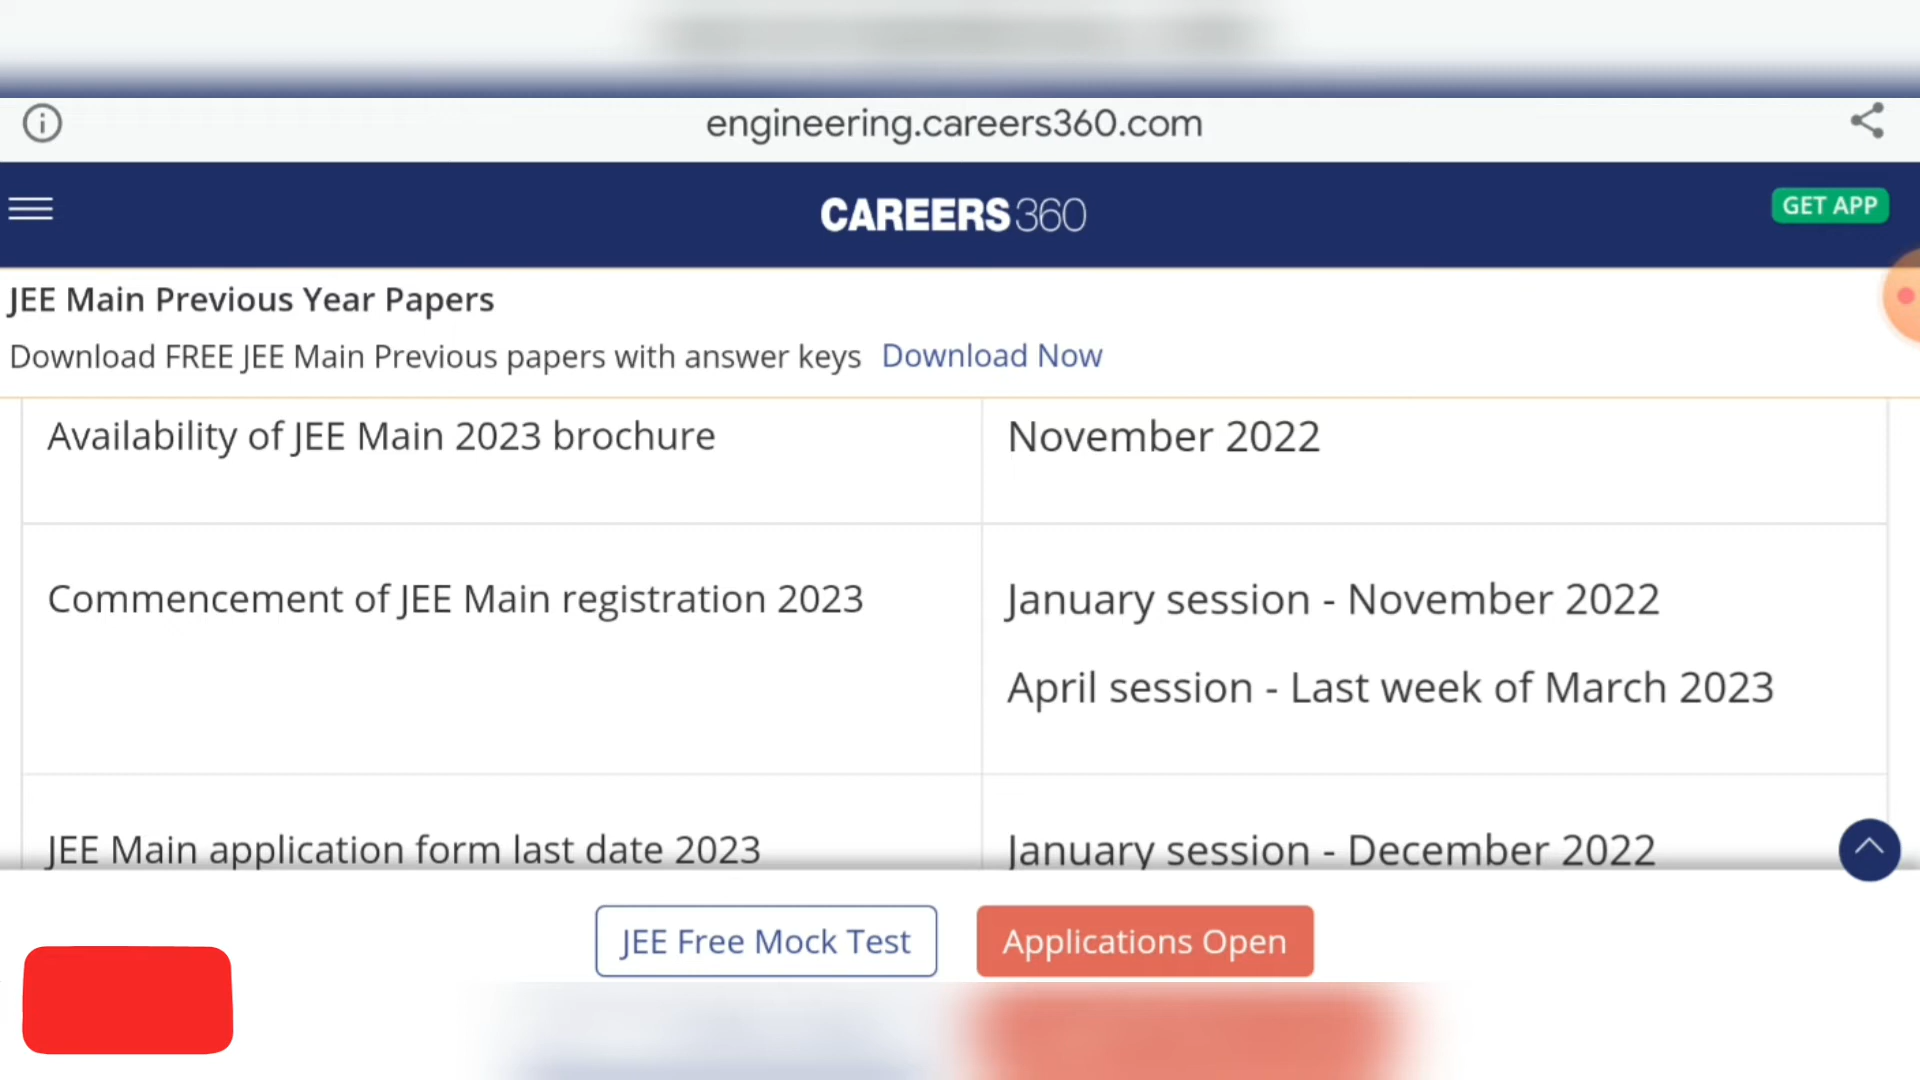 engineering.careers360.com
CAREERS360
GET APP
JEE Main Previous Year Papers
Download FREE JEE Main Previous papers with answer keys Download Now
Availability of JEE Main 2023 brochure November 2022
Commencement of JEE Main registration 2023 January session - November 2022
April session - Last week of March 2023
JEE Main application form last date 2023 January session - December 2022
JEE Free Mock Test Applications Open